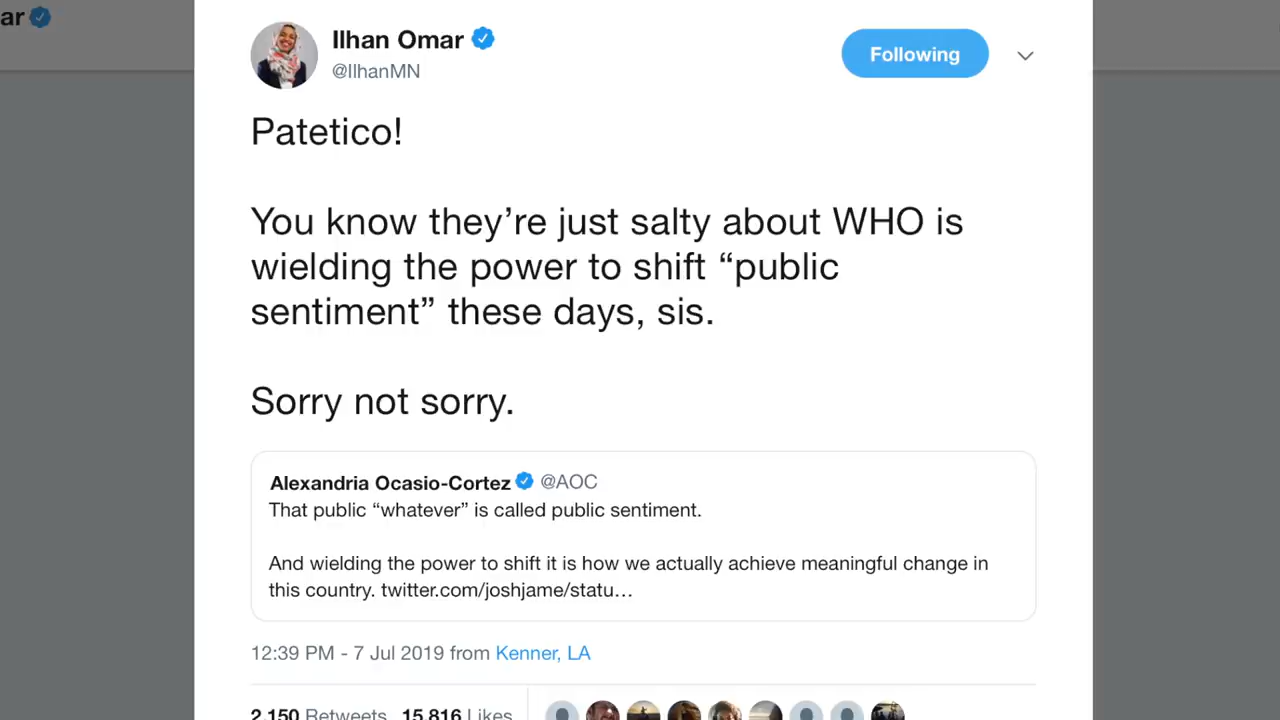 ar
Ilhan Omar
@IlhanMN
Following
Patetico!
You know they’re just salty about WHO is
wielding the power to shift “public
sentiment” these days, sis.
Sorry not sorry.
Alexandria Ocasio-Cortez @AOC
That public “whatever” is called public sentiment.
And wielding the power to shift it is how we actually achieve meaningful change in
this country. twitter.com/joshjame/statu…
12:39 PM - 7 Jul 2019 from Kenner, LA
2,150 Retweets 15,816 Likes